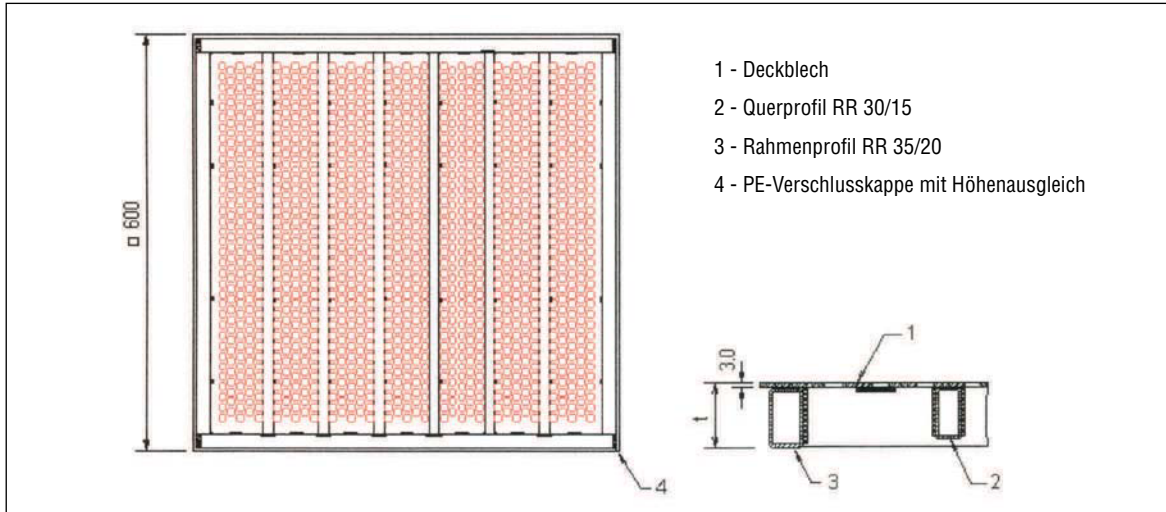 1 - Deckblech
2 - Querprofil RR 30/15
3 - Rahmenprofil RR 35/20
4 - PE-Verschlusskappe mit Höhenausgleich
□ 600
4
3.0
t
1
3
2